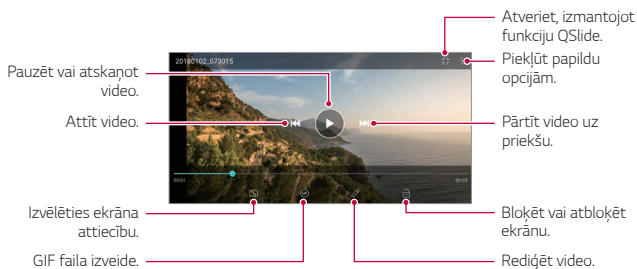 Atveriet, izmantojot
funkciju QSlide.
Piekļūt papildu
opcijām.
20180102_073015
Pauzēt vai atskaņot
video.
Attīt video.
Pārtīt video uz
priekšu.
00:01
00:05
GIF
Izvēlēties ekrāna
attiecību.
Bloķēt vai atbloķēt
ekrānu.
GIF faila izveide.
Rediģēt video.